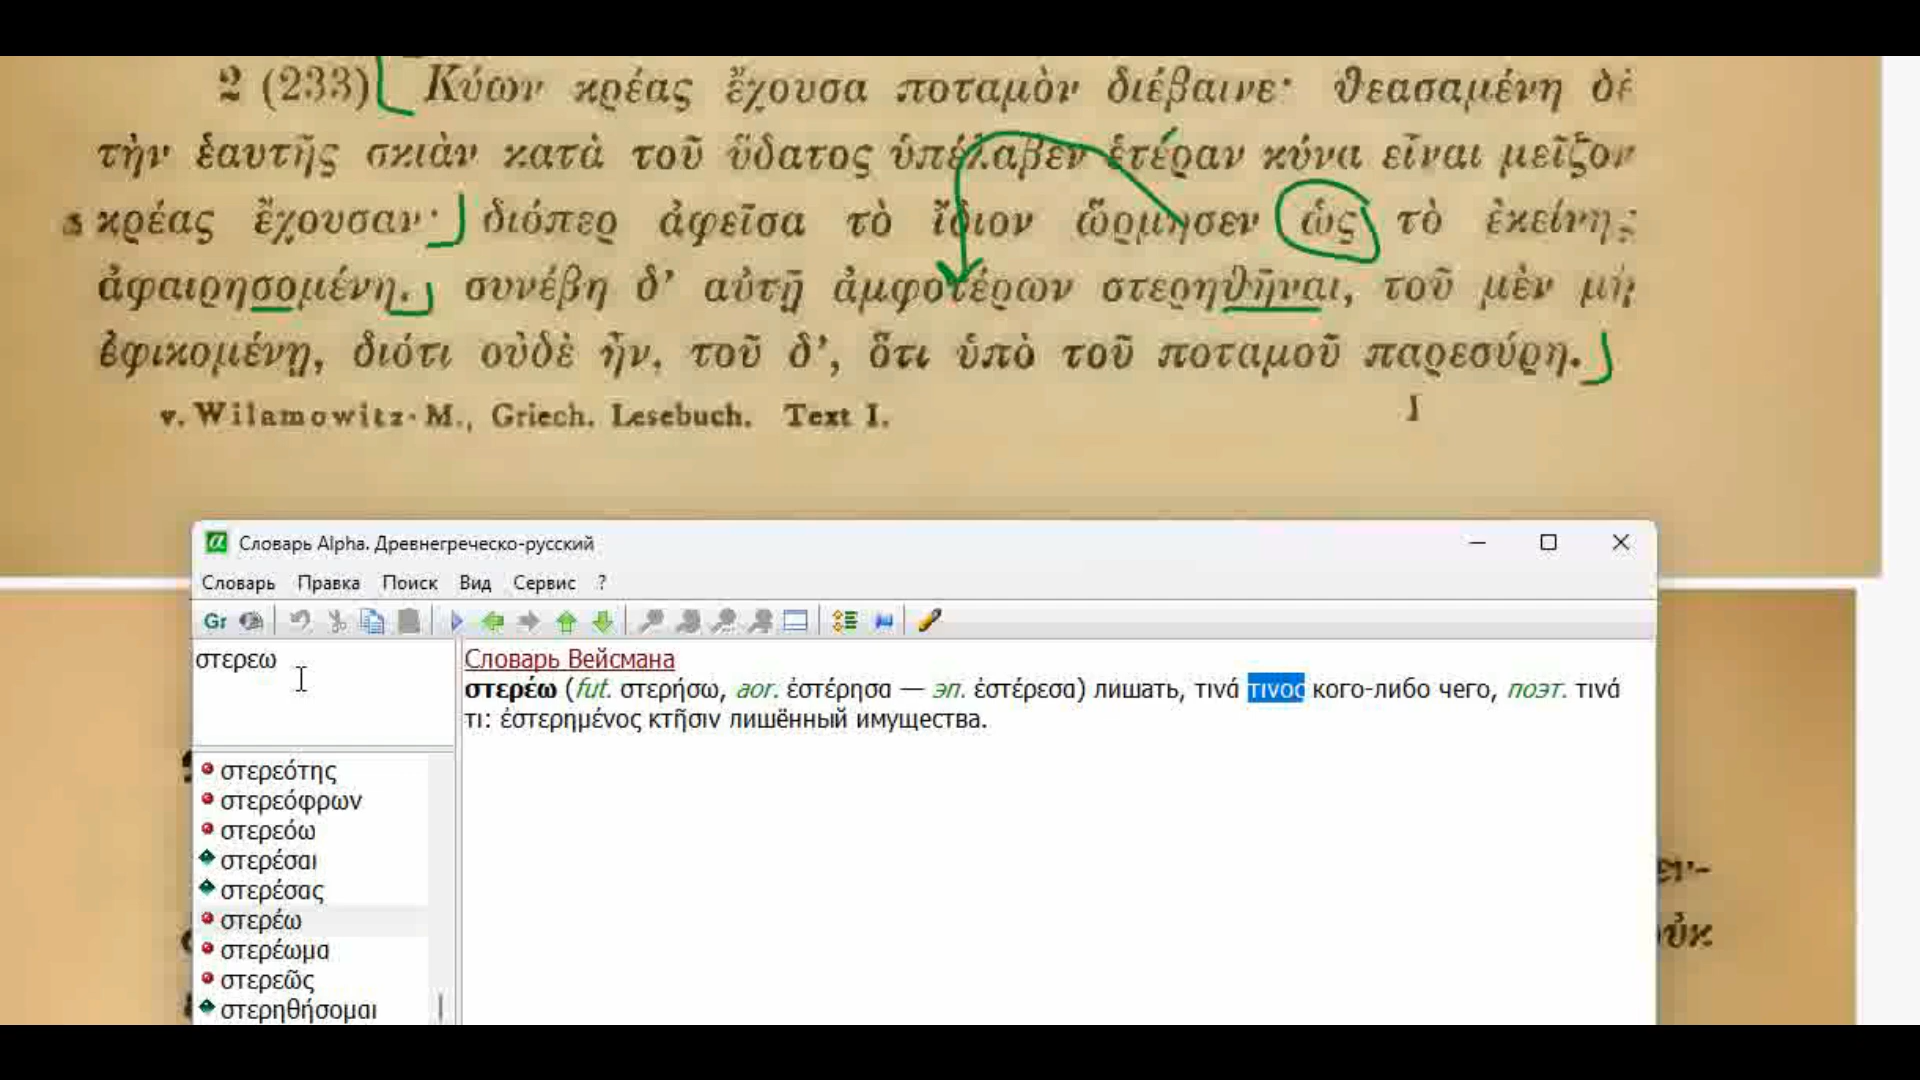 2 (233) Κύων κρέας ἔχουσα ποταμὸν διέβαινε· θεασαμένη δὲ
τὴν ἑαυτῆς σκιὰν κατὰ τοῦ ὕδατος ὑπέλαβεν ἑτέραν κύνα εἶναι μεῖζον
5 κρέας ἔχουσαν· διόπερ ἀφεῖσα τὸ ἴδιον ὥρμησεν ὡς τὸ ἐκείνης
ἀφαιρησομένη. συνέβη δ' αὐτῇ ἀμφοτέρων στερηθῆναι, τοῦ μὲν μὴ
ἐφικομένῃ, διότι οὐδὲ ἦν, τοῦ δ', ὅτι ὑπὸ τοῦ ποταμοῦ παρεσύρη.
v. Wilamowitz-M., Griech. Lesebuch. Text I. 1
Словарь Alpha. Древнегреческо-русский
Словарь Правка Поиск Вид Сервис ?
Gr
στερεω
Словарь Вейсмана
στερέω (fut. στερήσω, aor. ἐστέρησα — эп. ἐστέρεσα) лишать, τινά τινος кого-либо чего, поэт. τινά
τι: ἐστερημένος κτῆσιν лишённый имущества.
στερεότης
στερεόφρων
στερεόω
στερέσαι
στερέσας
στερέω
στερέωμα
στερεῶς
στερηθήσομαι
οὐκ